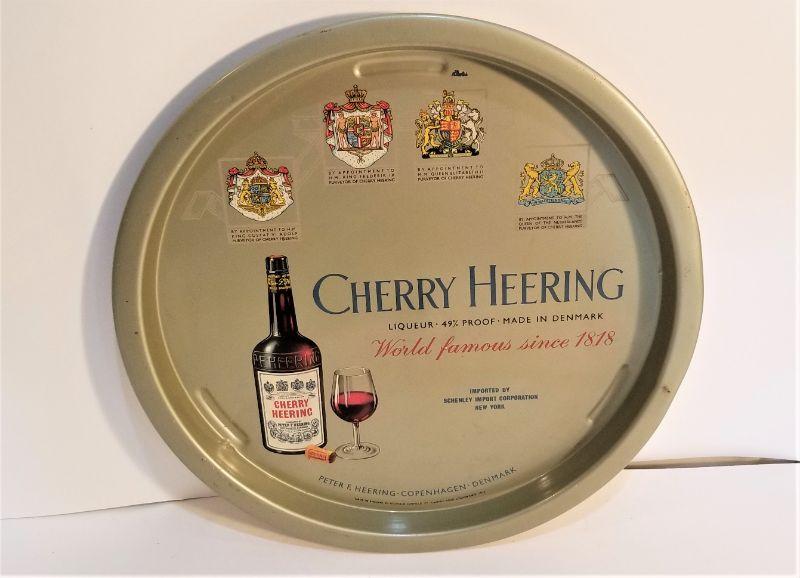 BY APPOINTMENT TO
H.M. KING FREDERIK IX
PURVEYOR OF CHERRY HEERING
BY APPOINTMENT TO
H.M. QUEEN ELIZABETH II
PURVEYOR OF CHERRY HEERING
BY APPOINTMENT TO H.M.
KING GUSTAF VI ADOLF
PURVEYOR OF CHERRY HEERING
BY APPOINTMENT TO H.M. THE
QUEEN OF THE NETHERLANDS
PURVEYOR OF CHERRY HEERING
CHERRY HEERING
LIQUEUR · 49% PROOF · MADE IN DENMARK
World famous since 1818
P.F. HEERING
CHERRY
HEERING
PETER F. HEERING
IMPORTED BY
SCHENLEY IMPORT CORPORATION
NEW YORK
PETER F. HEERING · COPENHAGEN · DENMARK